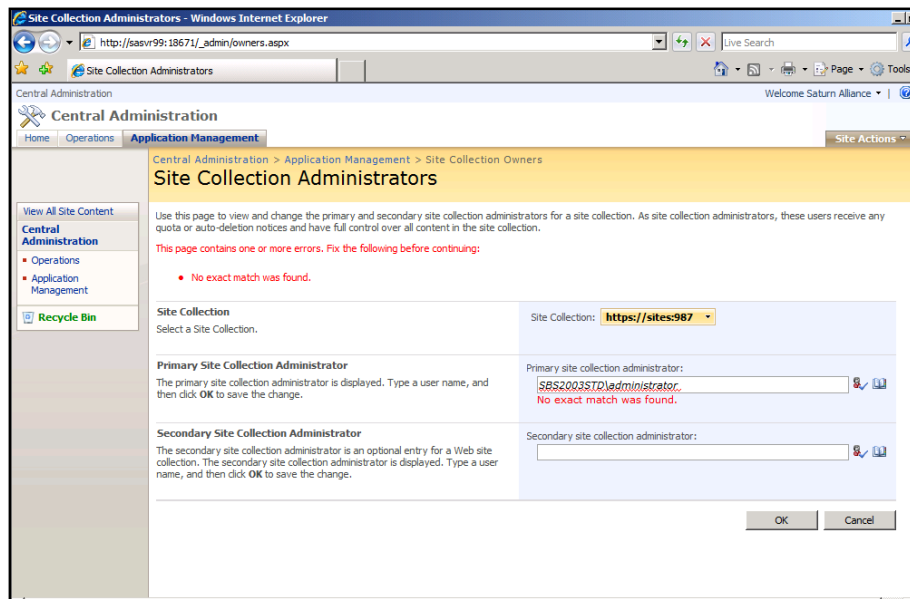 Site Collection Administrators - Windows Internet Explorer
http://sasvr99:18671/_admin/owners.aspx
Live Search
Site Collection Administrators
Page
Tools
Central Administration
Welcome Saturn Alliance
Central Administration
Home
Operations
Application Management
Site Actions
Central Administration > Application Management > Site Collection Owners
Site Collection Administrators
View All Site Content
Central
Administration
Operations
Application
Management
Recycle Bin
Use this page to view and change the primary and secondary site collection administrators for a site collection. As site collection administrators, these users receive any
quota or auto-deletion notices and have full control over all content in the site collection.
This page contains one or more errors. Fix the following before continuing:
No exact match was found.
Site Collection
Select a Site Collection.
Site Collection: https://sites:987
Primary Site Collection Administrator
The primary site collection administrator is displayed. Type a user name, and
then click OK to save the change.
Primary site collection administrator:
SBS2003STD\administrator
No exact match was found.
Secondary Site Collection Administrator
The secondary site collection administrator is an optional entry for a Web site
collection. The secondary site collection administrator is displayed. Type a user
name, and then click OK to save the change.
Secondary site collection administrator:
OK
Cancel